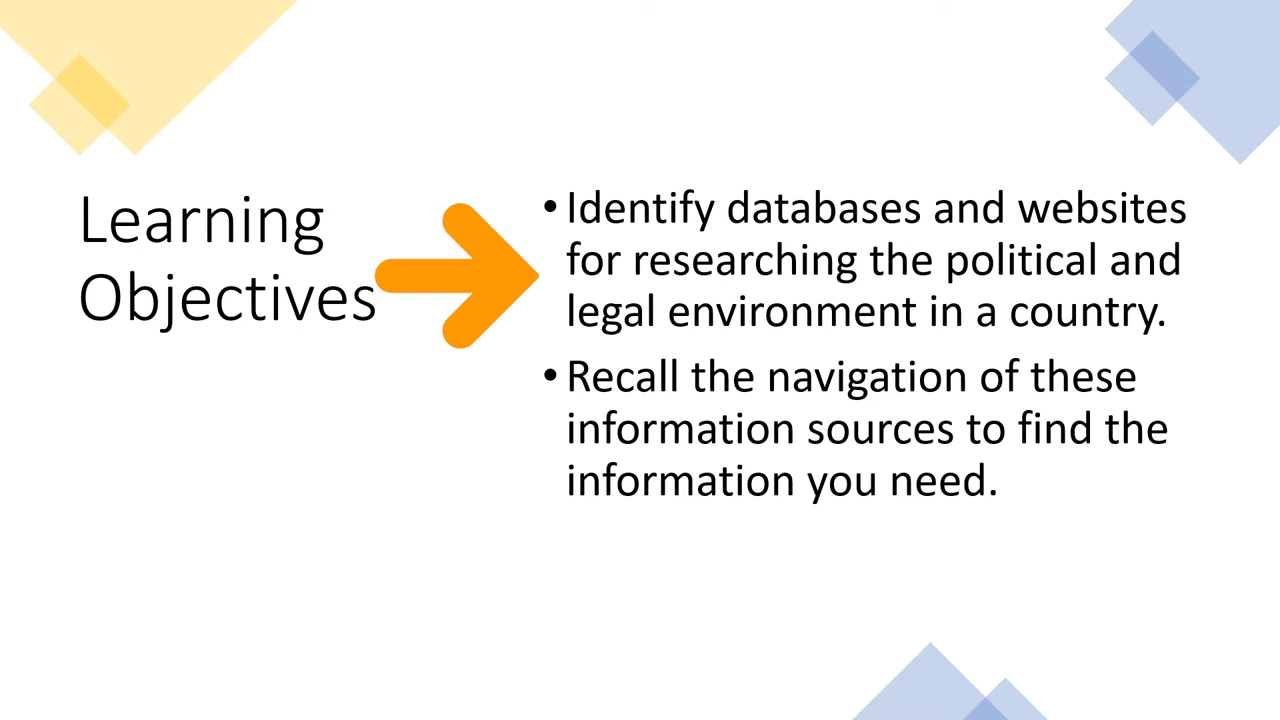 Learning
Objectives
• Identify databases and websites
for researching the political and
legal environment in a country.
• Recall the navigation of these
information sources to find the
information you need.